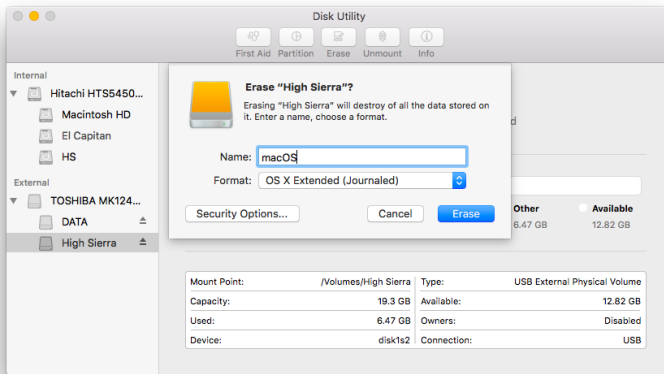 Disk Utility
First Aid Partition Erase Unmount Info
Internal
Hitachi HTS5450...
Macintosh HD
El Capitan
HS
External
TOSHIBA MK124...
DATA
High Sierra
Erase “High Sierra”?
Erasing “High Sierra” will destroy of all the data stored on
it. Enter a name, choose a format.
Name: macOS
Format: OS X Extended (Journaled)
Security Options... Cancel Erase
d
Other Available
6.47 GB 12.82 GB
Mount Point: /Volumes/High Sierra Type: USB External Physical Volume
Capacity: 19.3 GB Available: 12.82 GB
Used: 6.47 GB Owners: Disabled
Device: disk1s2 Connection: USB